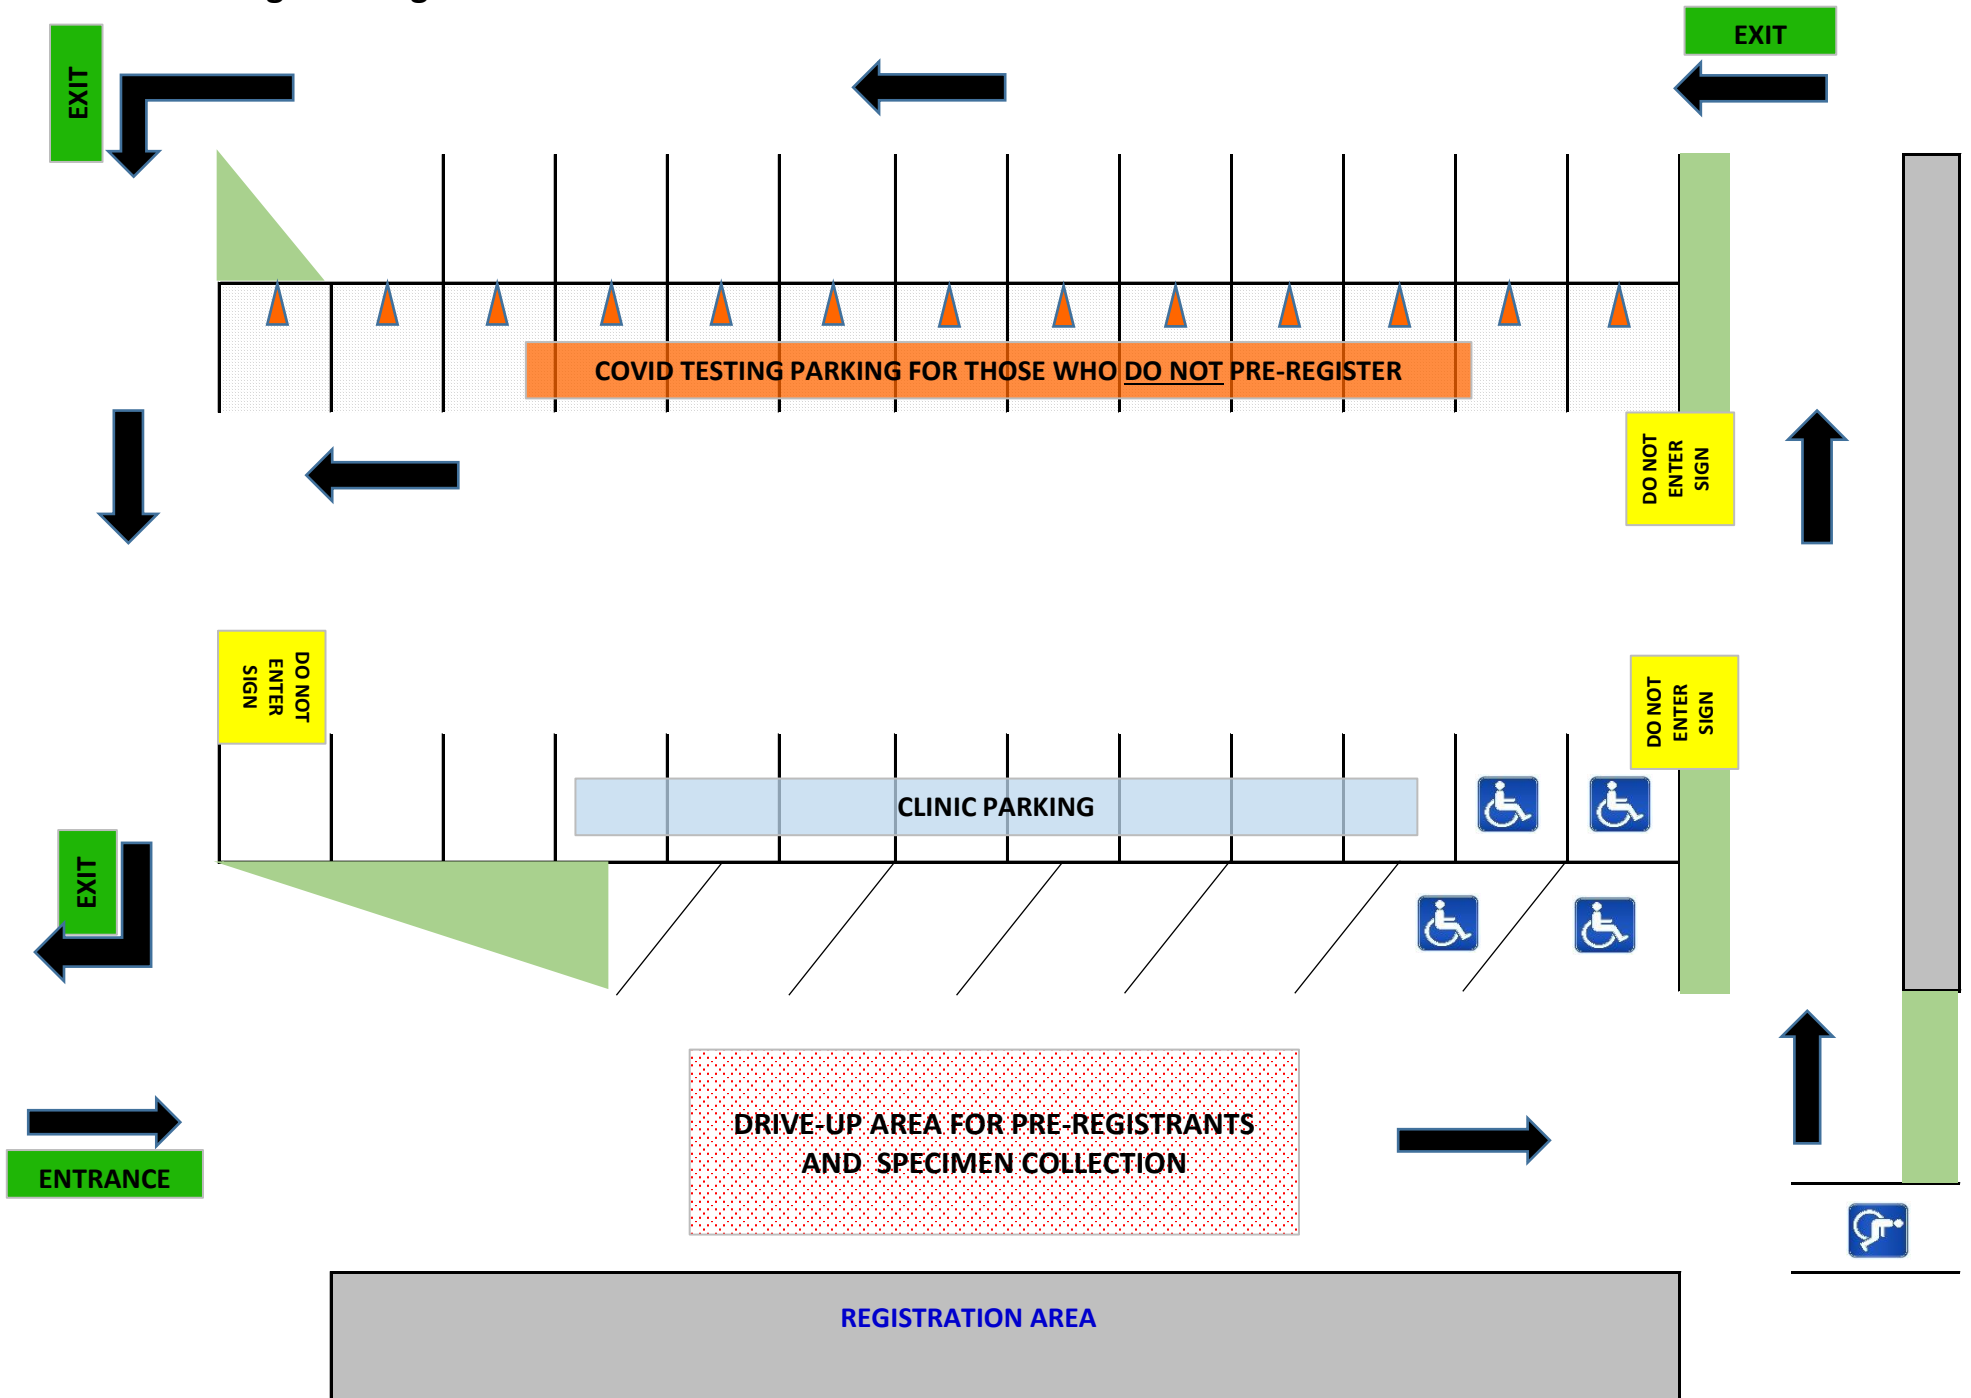 EXIT
EXIT
COVID TESTING PARKING FOR THOSE WHO DO NOT PRE-REGISTER
DO NOT
ENTER
SIGN
DO NOT
ENTER
SIGN
DO NOT
ENTER
SIGN
CLINIC PARKING
EXIT
DRIVE-UP AREA FOR PRE-REGISTRANTS
AND SPECIMEN COLLECTION
ENTRANCE
REGISTRATION AREA